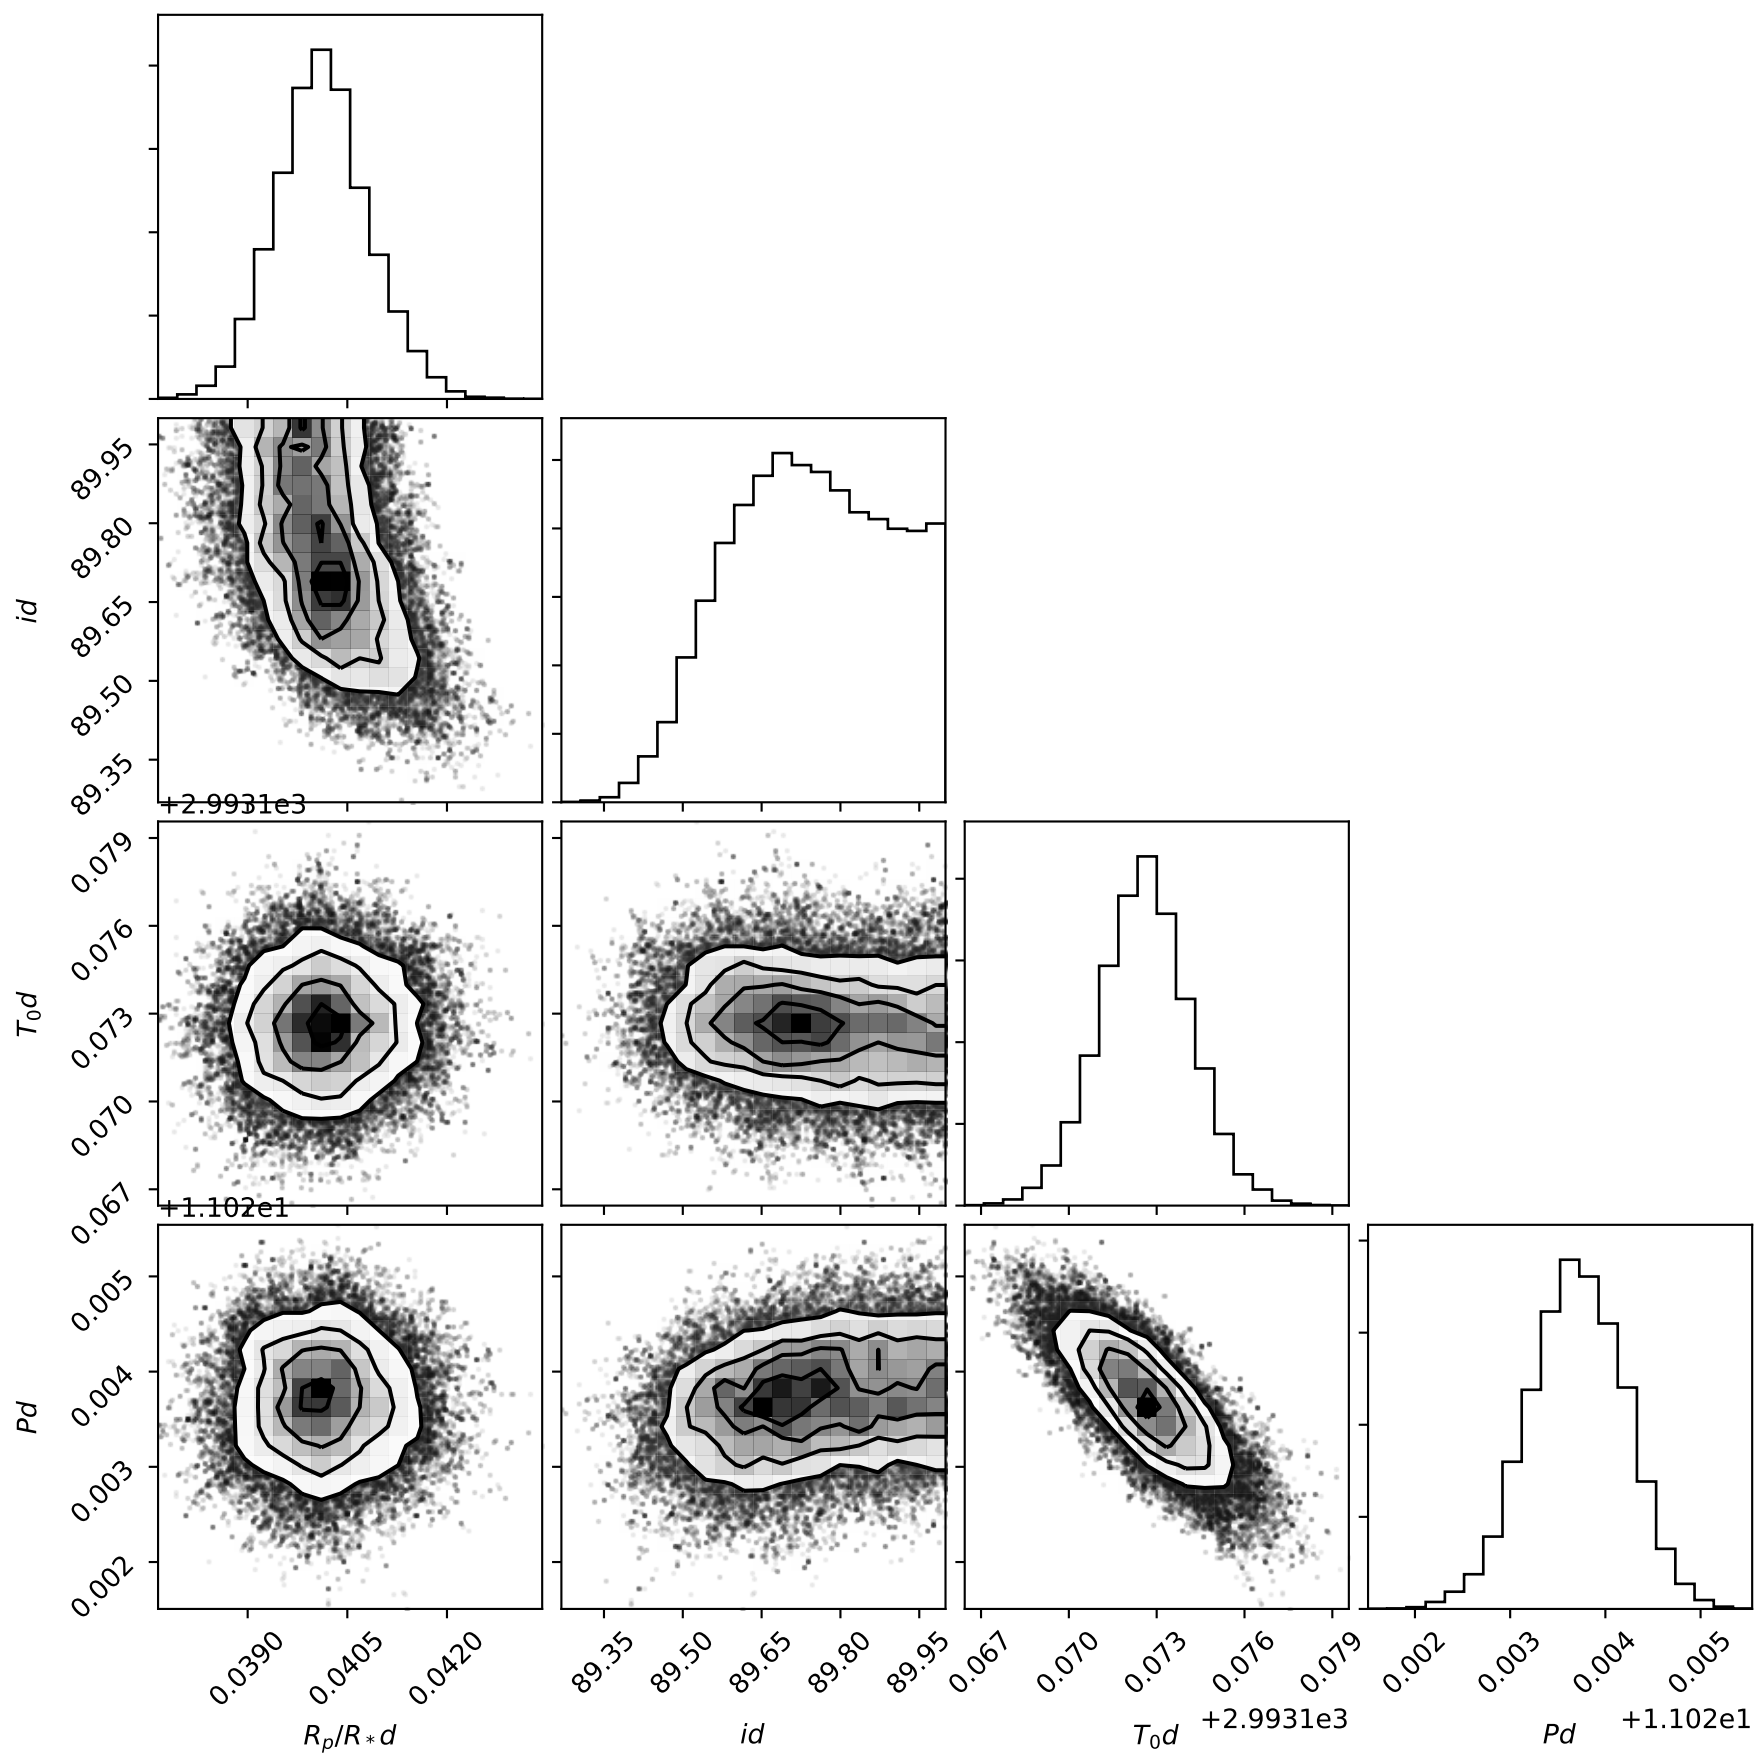 89.95
89.80
89.65
89.50
89.35
id
+2.9931e3
0.079
0.076
0.073
0.070
0.067
T₀d
+1.102e1
0.005
0.004
0.003
0.002
Pd
0.0390 0.0405 0.0420
89.35 89.50 89.65 89.80 89.95
0.067 0.070 0.073 0.076 0.079
0.002 0.003 0.004 0.005
Rₚ/R*d
id
T₀d +2.9931e3
Pd +1.102e1